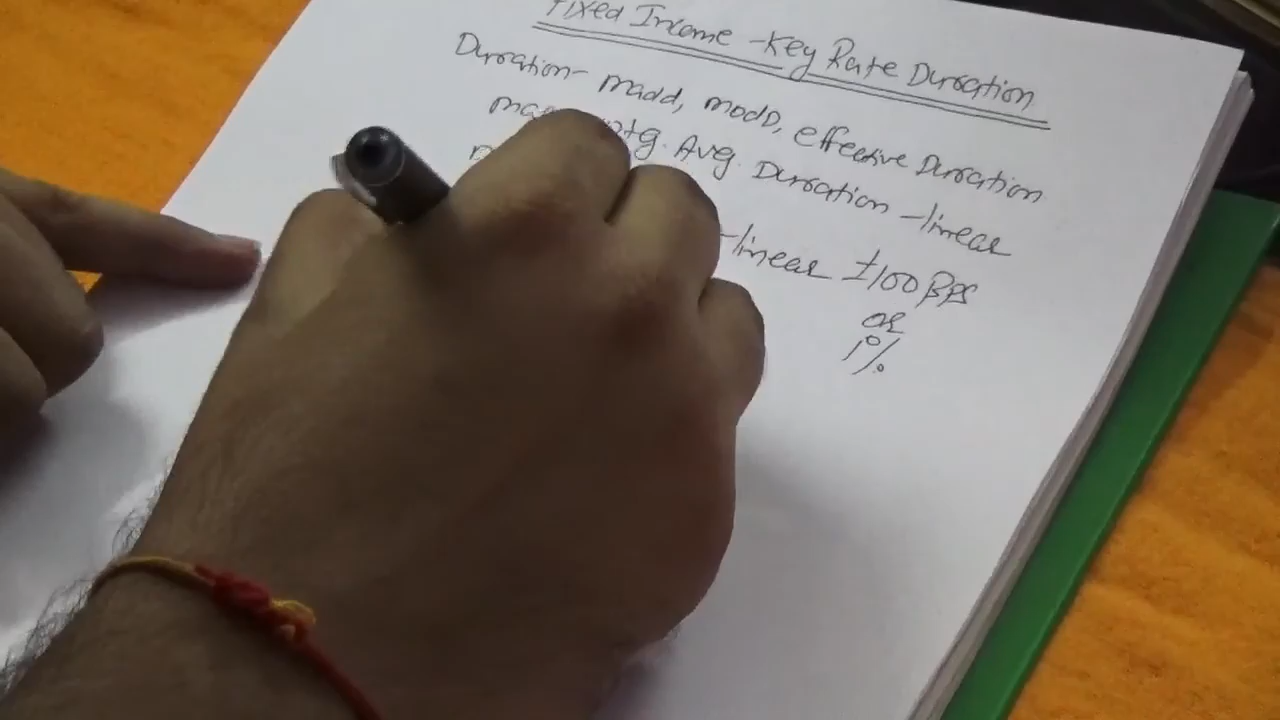 Fixed Income - Key Rate Duration
Duration - macd, modD, effective Duration
Avg. Duration - linear
- linear ±100 BPS
OR
1%